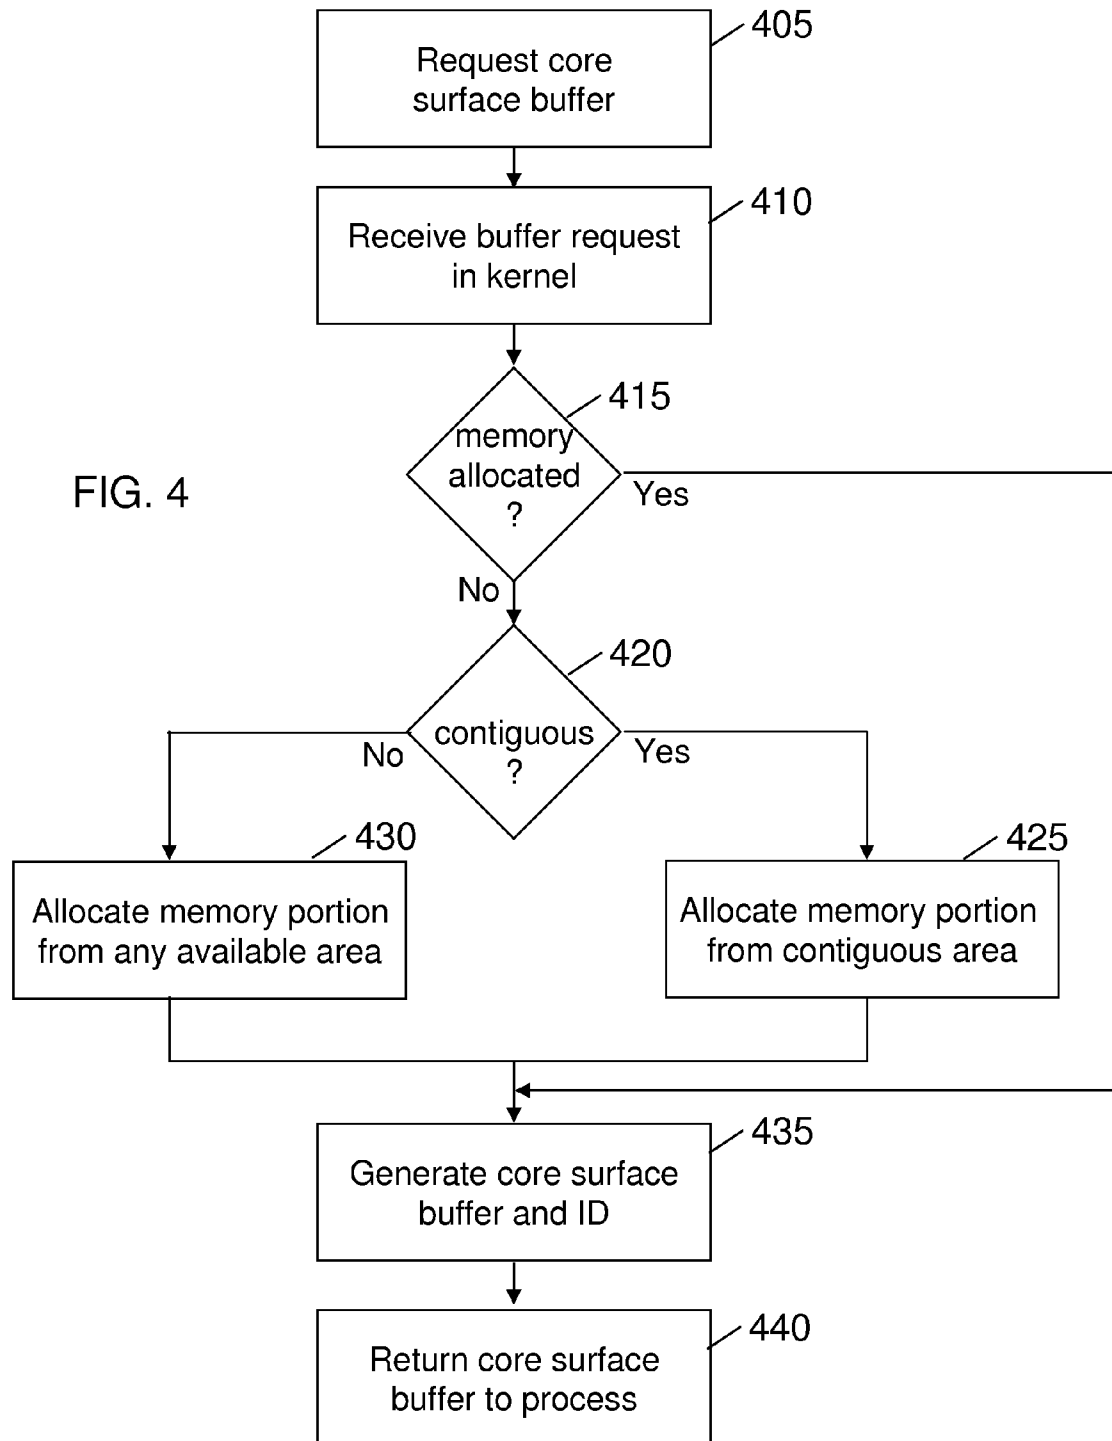 405
Request core
surface buffer
410
Receive buffer request
in kernel
415
memory
allocated
?
Yes
FIG. 4
No
420
contiguous
?
No
Yes
430
425
Allocate memory portion
from any available area
Allocate memory portion
from contiguous area
435
Generate core surface
buffer and ID
440
Return core surface
buffer to process